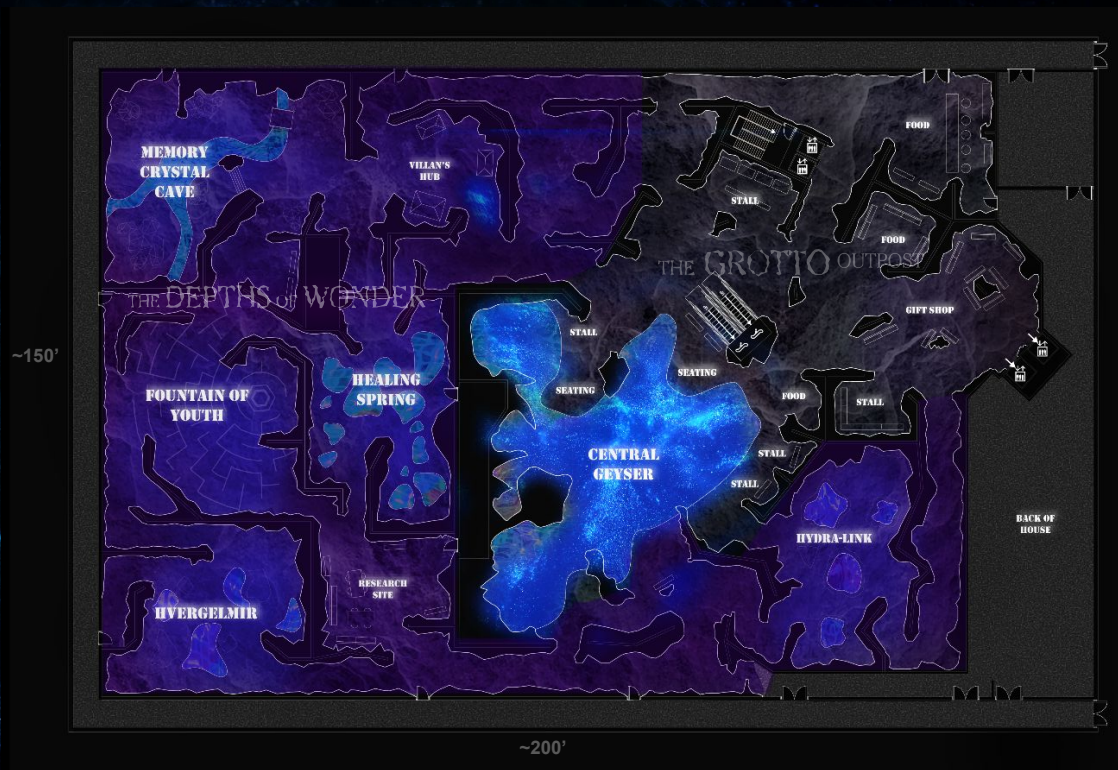 MEMORY
CRYSTAL
CAVE
VILLAN'S
HUB
FOOD
STALL
FOOD
THE GROTTO OUTPOST
THE DEPTHS OF WONDER
GIFT SHOP
STALL
~150'
SEATING
SEATING
HEALING
SPRING
FOUNTAIN OF
YOUTH
FOOD
STALL
CENTRAL
GEYSER
STALL
STALL
BACK OF
HOUSE
HYDRA-LINK
RESEARCH
SITE
HVERGELMIR
~200'